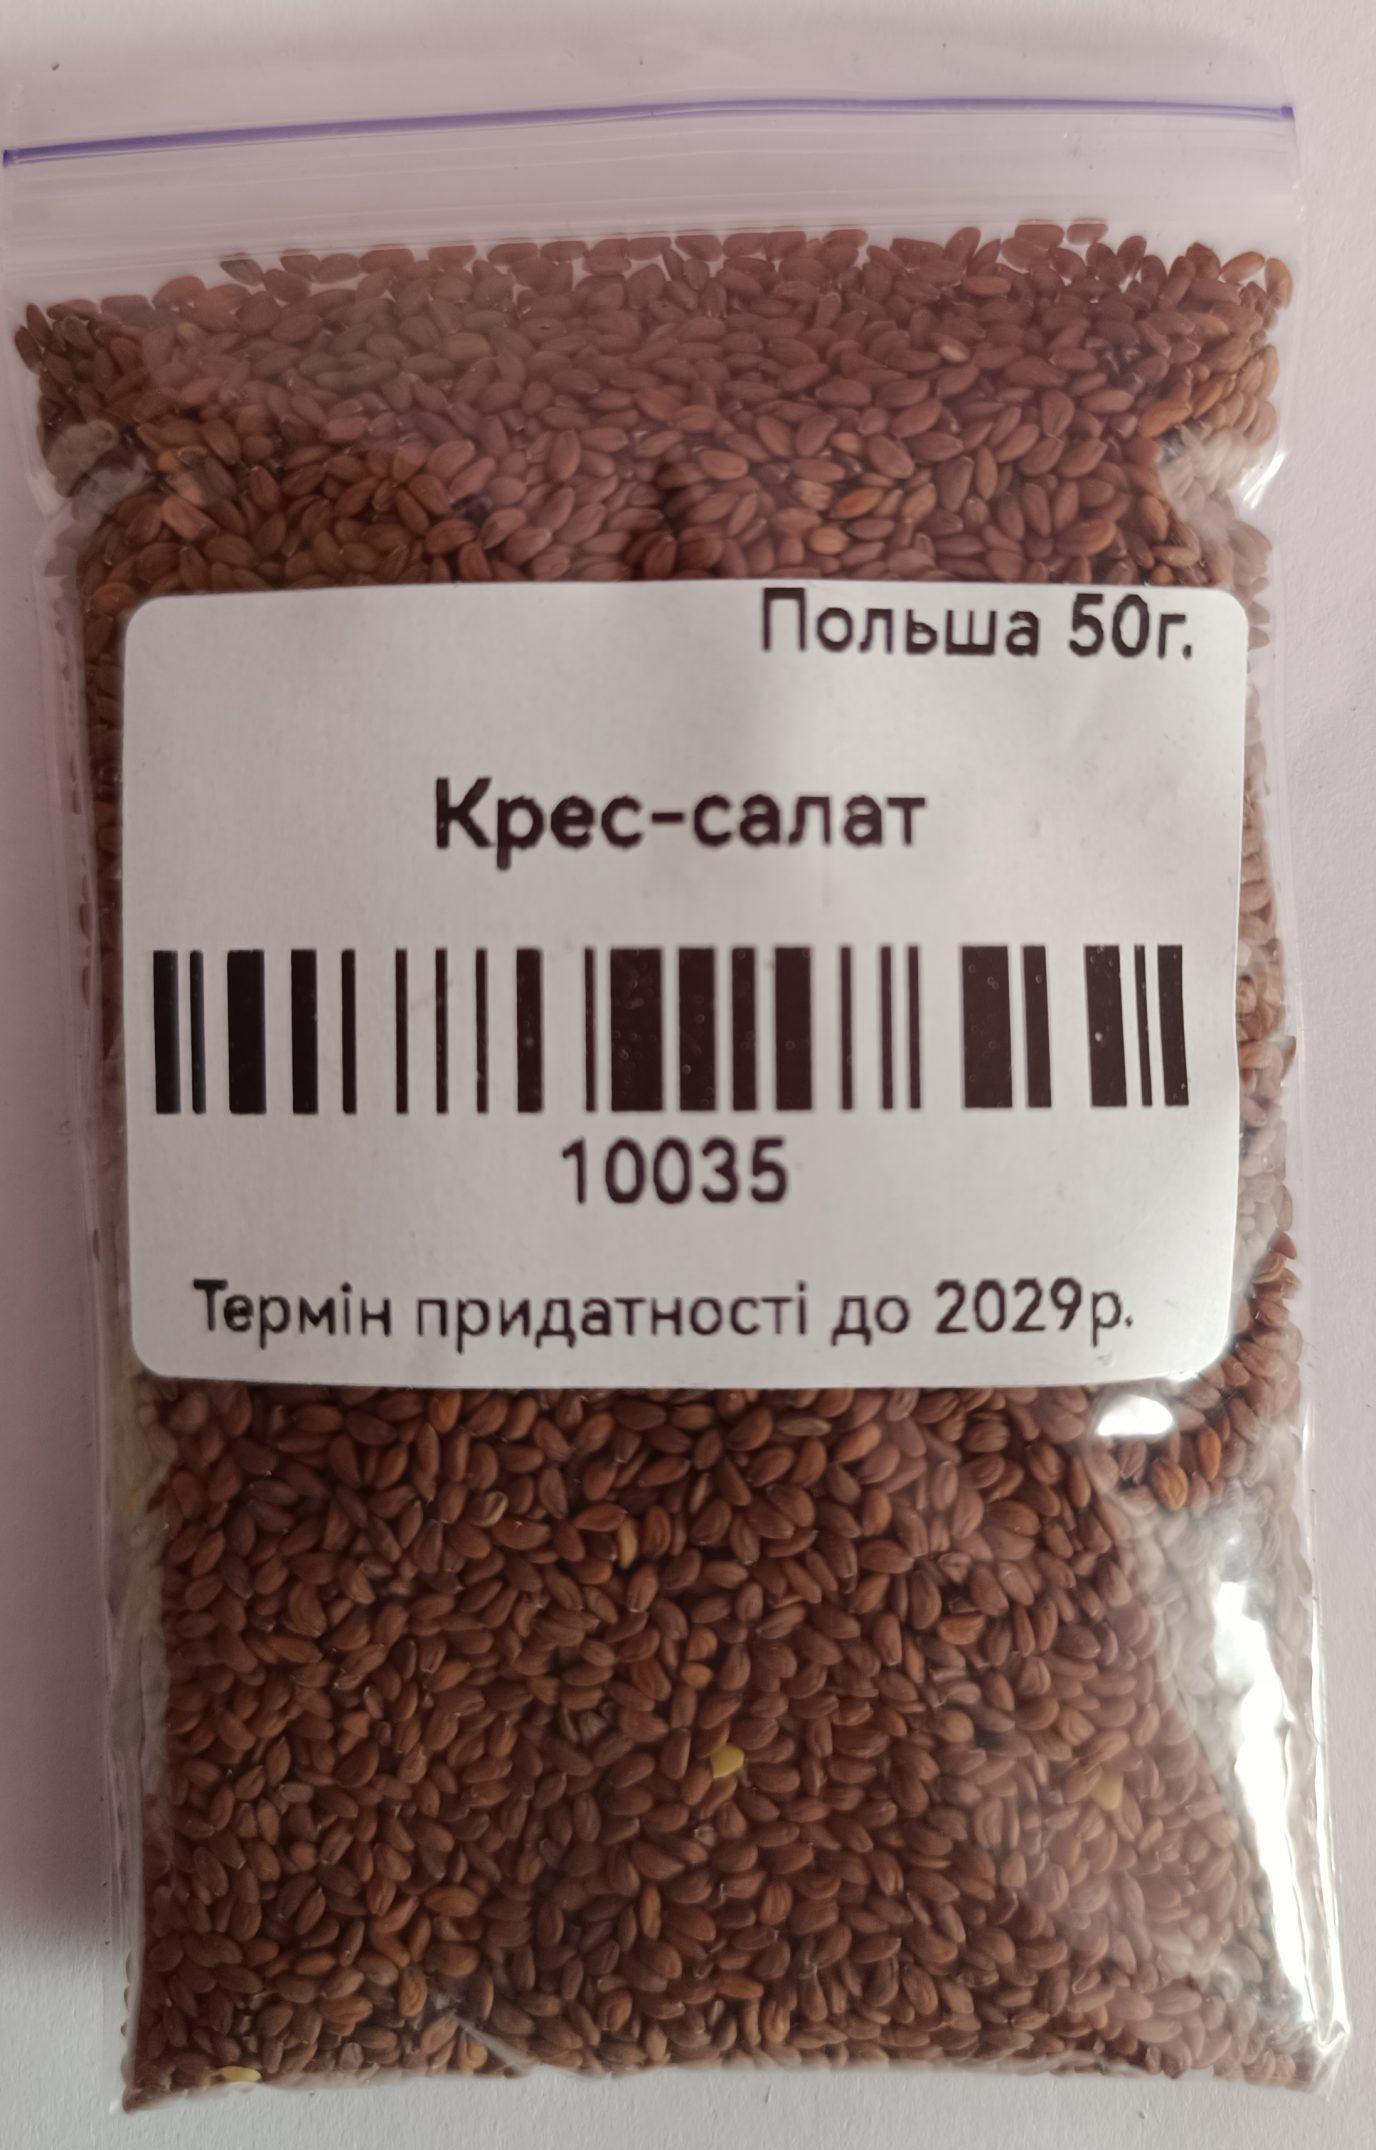 Польша 50г.
Крес-салат
10035
Термін придатності до 2029р.